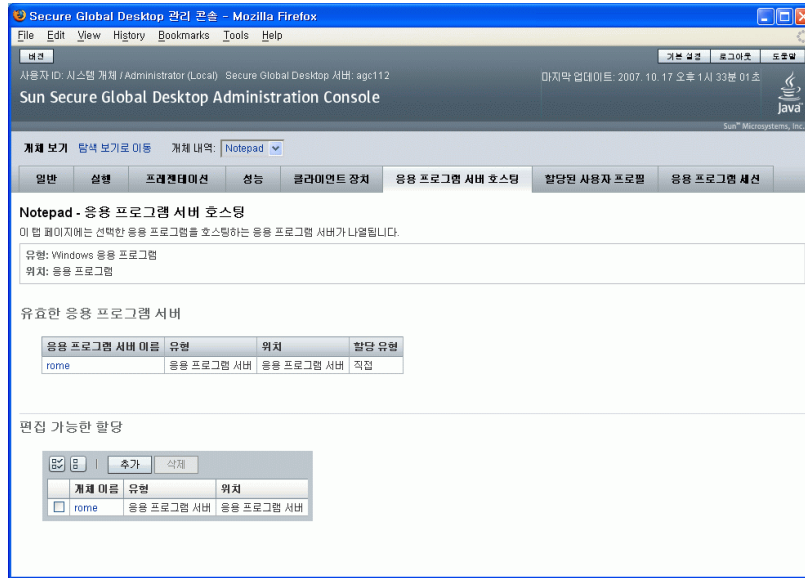 Secure Global Desktop 관리 콘솔 - Mozilla Firefox
File Edit View History Bookmarks Tools Help
버전 기본 설정 로그아웃 도움말
사용자 ID: 시스템 개체 / Administrator (Local) Secure Global Desktop 서버: agc112 마지막 업데이트: 2007. 10. 17 오후 1시 33분 01초
Sun Secure Global Desktop Administration Console
Java
Sun™ Microsystems, Inc.
개체 보기 탐색 보기로 이동 개체 내역: Notepad
일반 실행 프레젠테이션 성능 클라이언트 장치 응용 프로그램 서버 호스팅 할당된 사용자 프로필 응용 프로그램 세션
Notepad - 응용 프로그램 서버 호스팅
이 탭 페이지에는 선택한 응용 프로그램을 호스팅하는 응용 프로그램 서버가 나열됩니다.
유형: Windows 응용 프로그램
위치: 응용 프로그램
유효한 응용 프로그램 서버
응용 프로그램 서버 이름 유형 위치 할당 유형
rome 응용 프로그램 서버 응용 프로그램 서버 직접
편집 가능한 할당
추가 삭제
개체 이름 유형 위치
rome 응용 프로그램 서버 응용 프로그램 서버